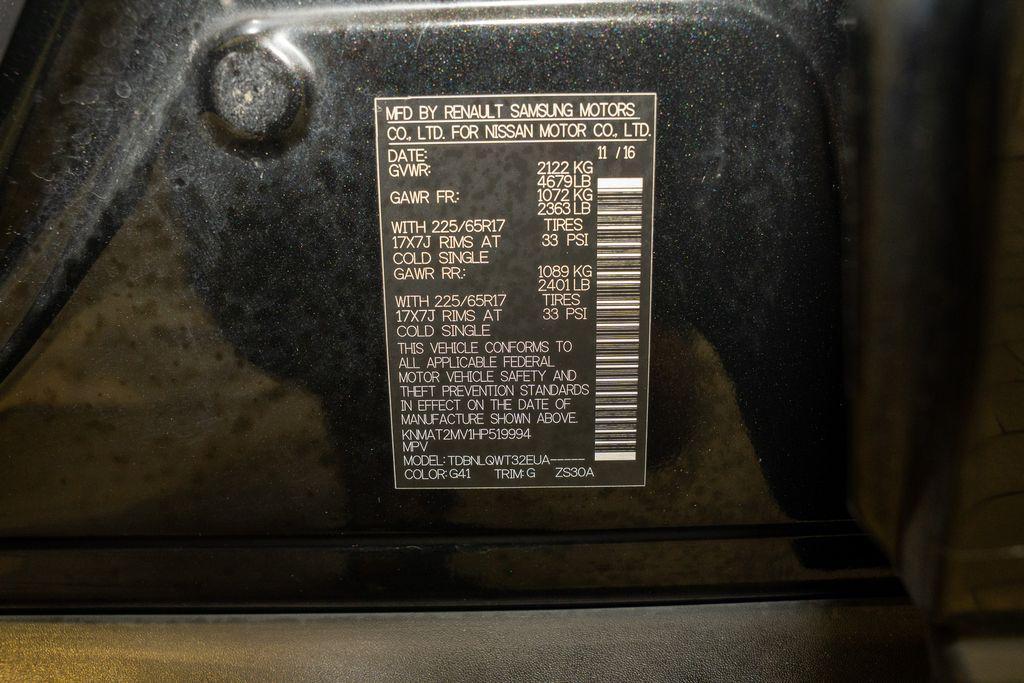 MFD BY RENAULT SAMSUNG MOTORS
CO., LTD. FOR NISSAN MOTOR CO., LTD.
DATE: 11 / 16
GVWR: 2122 KG
4679 LB
GAWR FR: 1072 KG
2363 LB
WITH 225/65R17 TIRES
17X7J RIMS AT 33 PSI
COLD SINGLE
GAWR RR: 1089 KG
2401 LB
WITH 225/65R17 TIRES
17X7J RIMS AT 33 PSI
COLD SINGLE
THIS VEHICLE CONFORMS TO
ALL APPLICABLE FEDERAL
MOTOR VEHICLE SAFETY AND
THEFT PREVENTION STANDARDS
IN EFFECT ON THE DATE OF
MANUFACTURE SHOWN ABOVE.
KNMAT2MV1HP519994
MPV
MODEL: TDBNLQWT32EUA-----
COLOR: G41 TRIM: G ZS30A